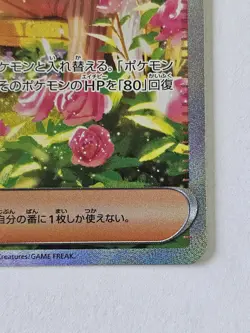 ケモンと入れ替える。「ポケモン
そのポケモンのHPを「80」回復
自分の番に1枚しか使えない。
Creatures/GAME FREAK.